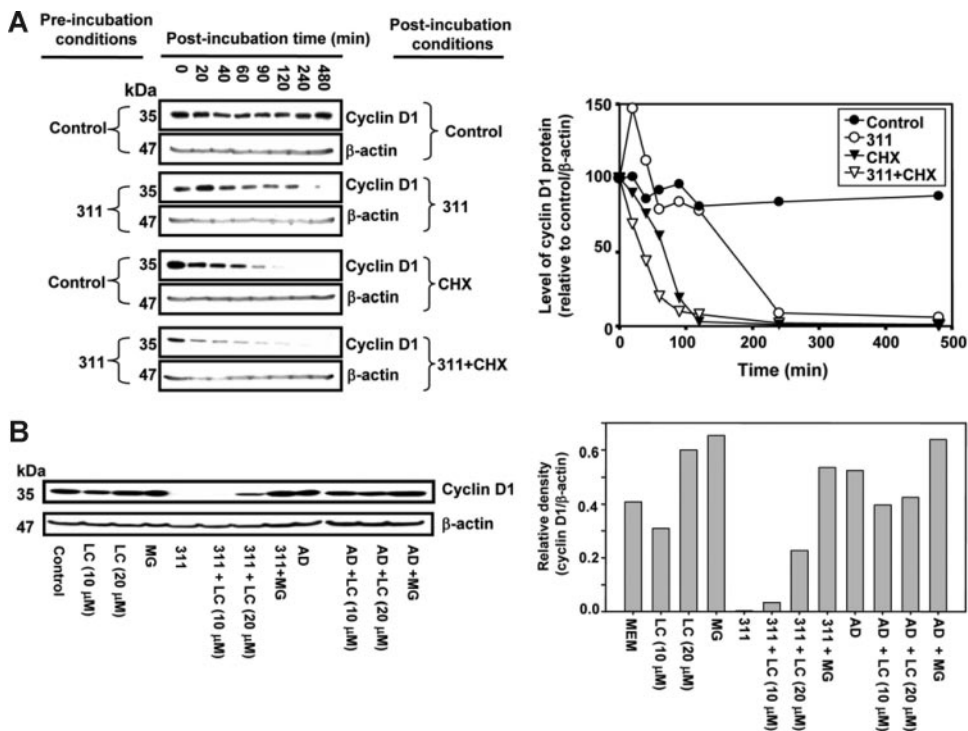 A
Pre-incubation conditions
Post-incubation time (min)
Post-incubation conditions
0 20 40 60 90 120 240 480
kDa
Control
35
Cyclin D1
47
β-actin
Control
311
35
Cyclin D1
47
β-actin
311
Control
35
Cyclin D1
47
β-actin
CHX
311
35
Cyclin D1
47
β-actin
311+CHX
Level of cyclin D1 protein
(relative to control/β-actin)
150
100
50
0
Control
311
CHX
311+CHX
0 100 200 300 400 500
Time (min)
B
kDa
35
Cyclin D1
47
β-actin
Control
LC (10 μM)
LC (20 μM)
MG
311
311 + LC (10 μM)
311 + LC (20 μM)
311+MG
AD
AD +LC (10 μM)
AD +LC (20 μM)
AD +MG
Relative density
(cyclin D1/β-actin)
0.6
0.4
0.2
0.0
MEM
LC (10 μM)
LC (20 μM)
MG
311
311 + LC (10 μM)
311 + LC (20 μM)
311 + MG
AD
AD + LC (10 μM)
AD + LC (20 μM)
AD + MG